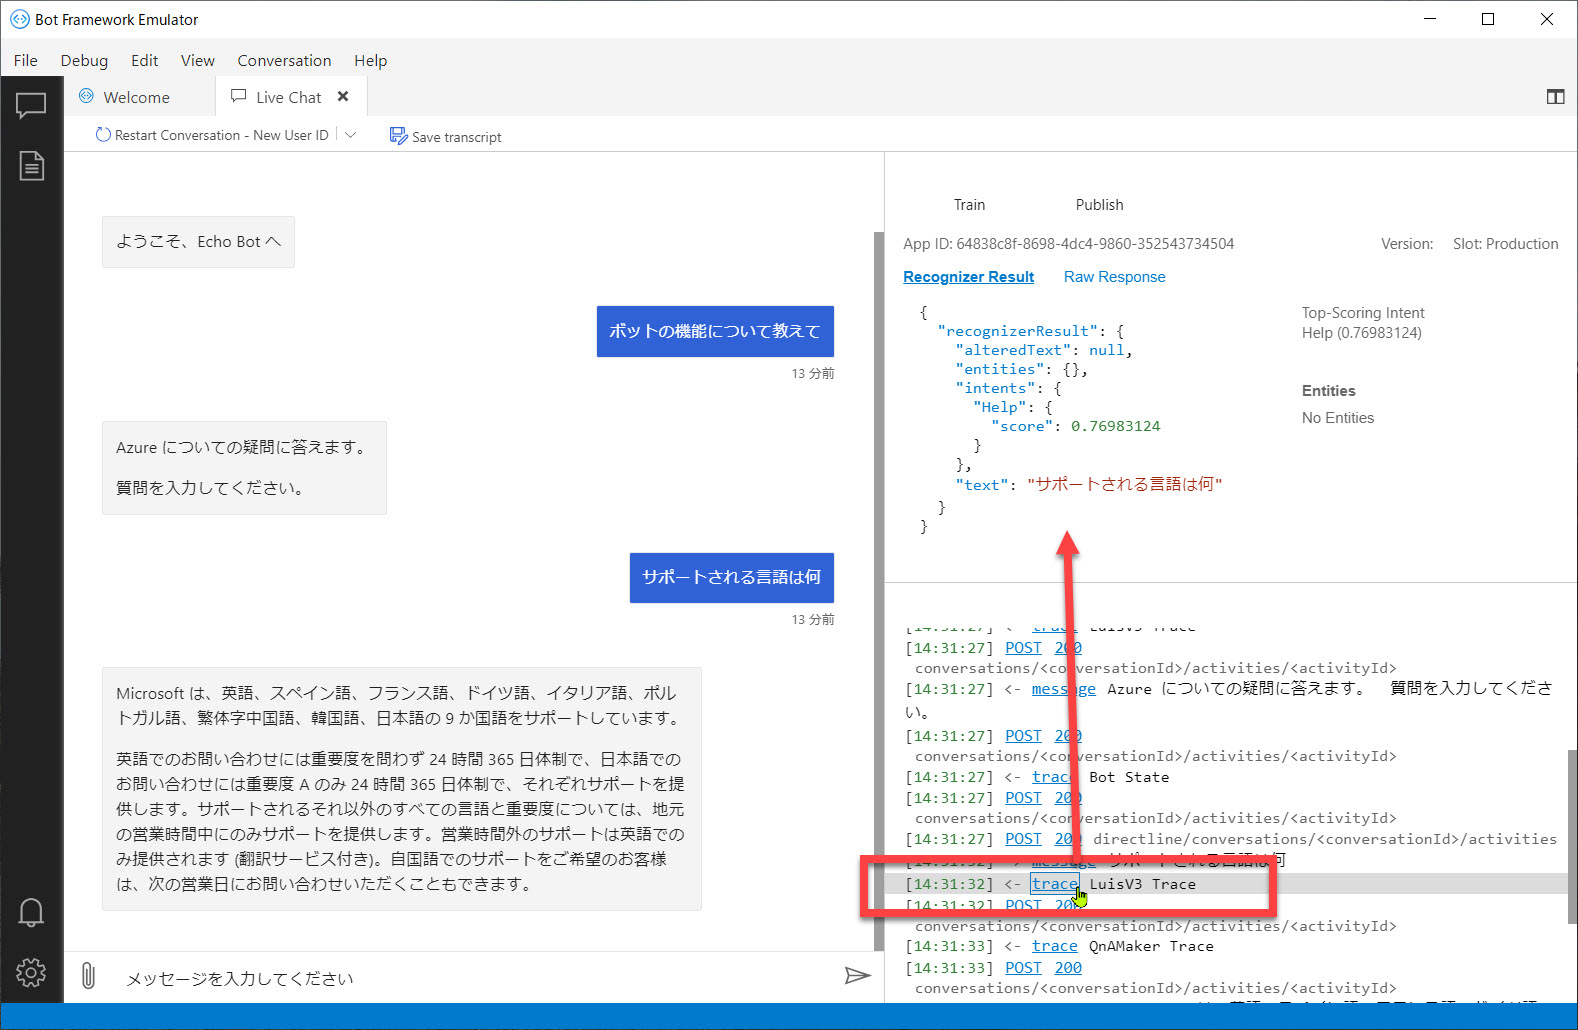 Bot Framework Emulator
File Debug Edit View Conversation Help
Welcome
Live Chat
Restart Conversation - New User ID
Save transcript
ようこそ、Echo Bot へ
ボットの機能について教えて
13 分前
Azure についての疑問に答えます。
質問を入力してください。
サポートされる言語は何
13 分前
Microsoft は、英語、スペイン語、フランス語、ドイツ語、イタリア語、ポル
トガル語、繁体字中国語、韓国語、日本語の 9 か国語をサポートしています。
英語でのお問い合わせには重要度を問わず 24 時間 365 日体制で、日本語での
お問い合わせには重要度 A のみ 24 時間 365 日体制で、それぞれサポートを提
供します。サポートされるそれ以外のすべての言語と重要度については、地元
の営業時間中にのみサポートを提供します。営業時間外のサポートは英語での
み提供されます (翻訳サービス付き)。自国語でのサポートをご希望のお客様
は、次の営業日にお問い合わせいただくこともできます。
メッセージを入力してください
Train Publish
App ID: 64838c8f-8698-4dc4-9860-352543734504 Version: Slot: Production
Recognizer Result Raw Response
{
"recognizerResult": {
"alteredText": null,
"entities": {},
"intents": {
"Help": {
"score": 0.76983124
}
},
"text": "サポートされる言語は何"
}
}
Top-Scoring Intent
Help (0.76983124)
Entities
No Entities
[14:31:27] <- trace LuisV3 Trace
[14:31:27] POST 200
conversations/<conversationId>/activities/<activityId>
[14:31:27] <- message Azure についての疑問に答えます。 質問を入力してくださ
い。
[14:31:27] POST 200
conversations/<conversationId>/activities/<activityId>
[14:31:27] <- trace Bot State
[14:31:27] POST 200
conversations/<conversationId>/activities/<activityId>
[14:31:27] POST 200 directline/conversations/<conversationId>/activities
[14:31:32] -> message サポートされる言語は何
[14:31:32] <- trace LuisV3 Trace
[14:31:32] POST 200
conversations/<conversationId>/activities/<activityId>
[14:31:33] <- trace QnAMaker Trace
[14:31:33] POST 200
conversations/<conversationId>/activities/<activityId>